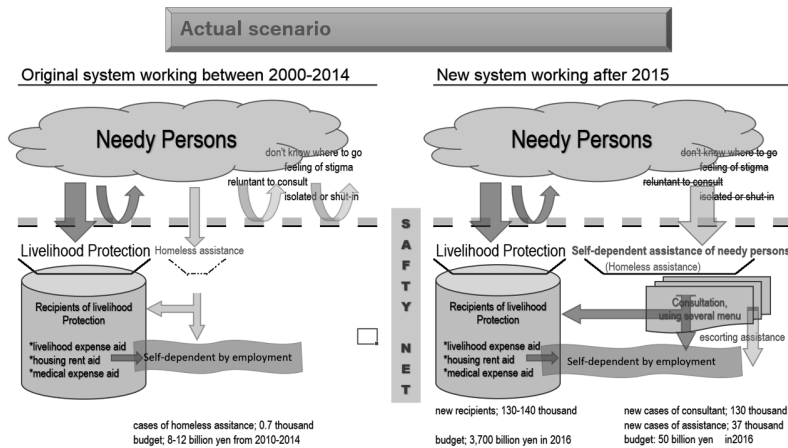 Actual scenario
Original system working between 2000-2014
Needy Persons
don't know where to go
feeling of stigma
reluntant to consult
isolated or shut-in
Livelihood Protection
Homeless assistance
Recipients of livelihood
Protection
*livelihood expense aid
*housing rent aid
*medical expense aid
Self-dependent by employment
cases of homeless assitance; 0.7 thousand
budget; 8-12 billion yen from 2010-2014
SAFTY NET
New system working after 2015
Needy Persons
don't know where to go
feeling of stigma
reluntant to consult
isolated or shut-in
Livelihood Protection
Self-dependent assistance of needy persons
(Homeless assistance)
Recipients of livelihood
Protection
*livelihood expense aid
*housing rent aid
*medical expense aid
Consultation,
using several menu
escorting assistance
Self-dependent by employment
new recipients; 130-140 thousand
budget; 3,700 billion yen in 2016
new cases of consultant; 130 thousand
new cases of assistance; 37 thousand
budget: 50 billion yen in2016